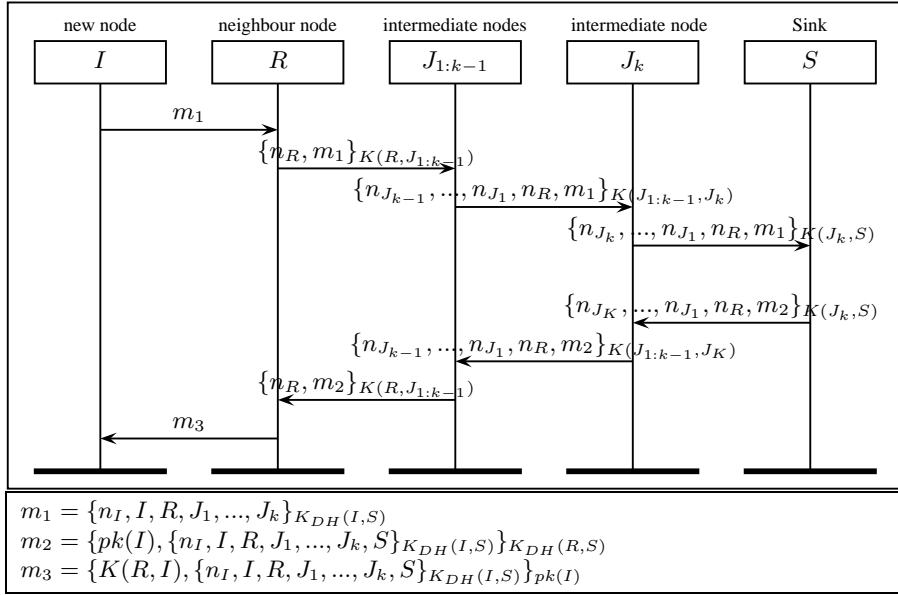 new node neighbour node intermediate nodes intermediate node Sink
I R J_{1:k−1} J_k S
m_1
{n_R, m_1}_{K(R,J_{1:k−1})}
{n_{J_{k−1}}, ..., n_{J_1}, n_R, m_1}_{K(J_{1:k−1},J_k)}
{n_{J_k}, ..., n_{J_1}, n_R, m_1}_{K(J_k,S)}
{n_{J_K}, ..., n_{J_1}, n_R, m_2}_{K(J_k,S)}
{n_{J_{k−1}}, ..., n_{J_1}, n_R, m_2}_{K(J_{1:k−1},J_K)}
{n_R, m_2}_{K(R,J_{1:k−1})}
m_3
m_1 = {n_I, I, R, J_1, ..., J_k}_{K_{DH}(I,S)}
m_2 = {pk(I), {n_I, I, R, J_1, ..., J_k, S}_{K_{DH}(I,S)}}_{K_{DH}(R,S)}
m_3 = {K(R, I), {n_I, I, R, J_1, ..., J_k, S}_{K_{DH}(I,S)}}_{pk(I)}